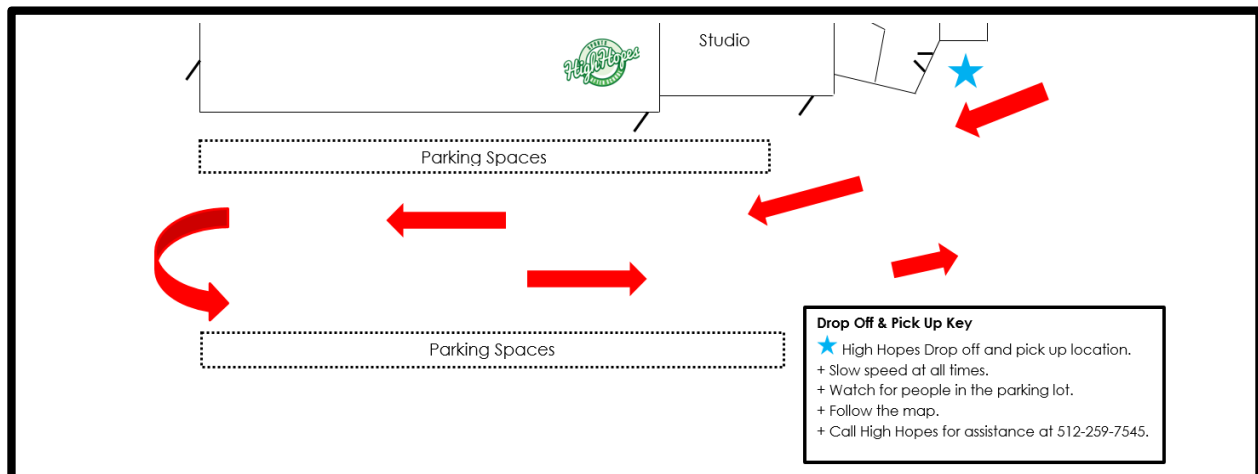 Studio
High Hopes
Parking Spaces
Parking Spaces
Drop Off & Pick Up Key
High Hopes Drop off and pick up location.
+ Slow speed at all times.
+ Watch for people in the parking lot.
+ Follow the map.
+ Call High Hopes for assistance at 512-259-7545.